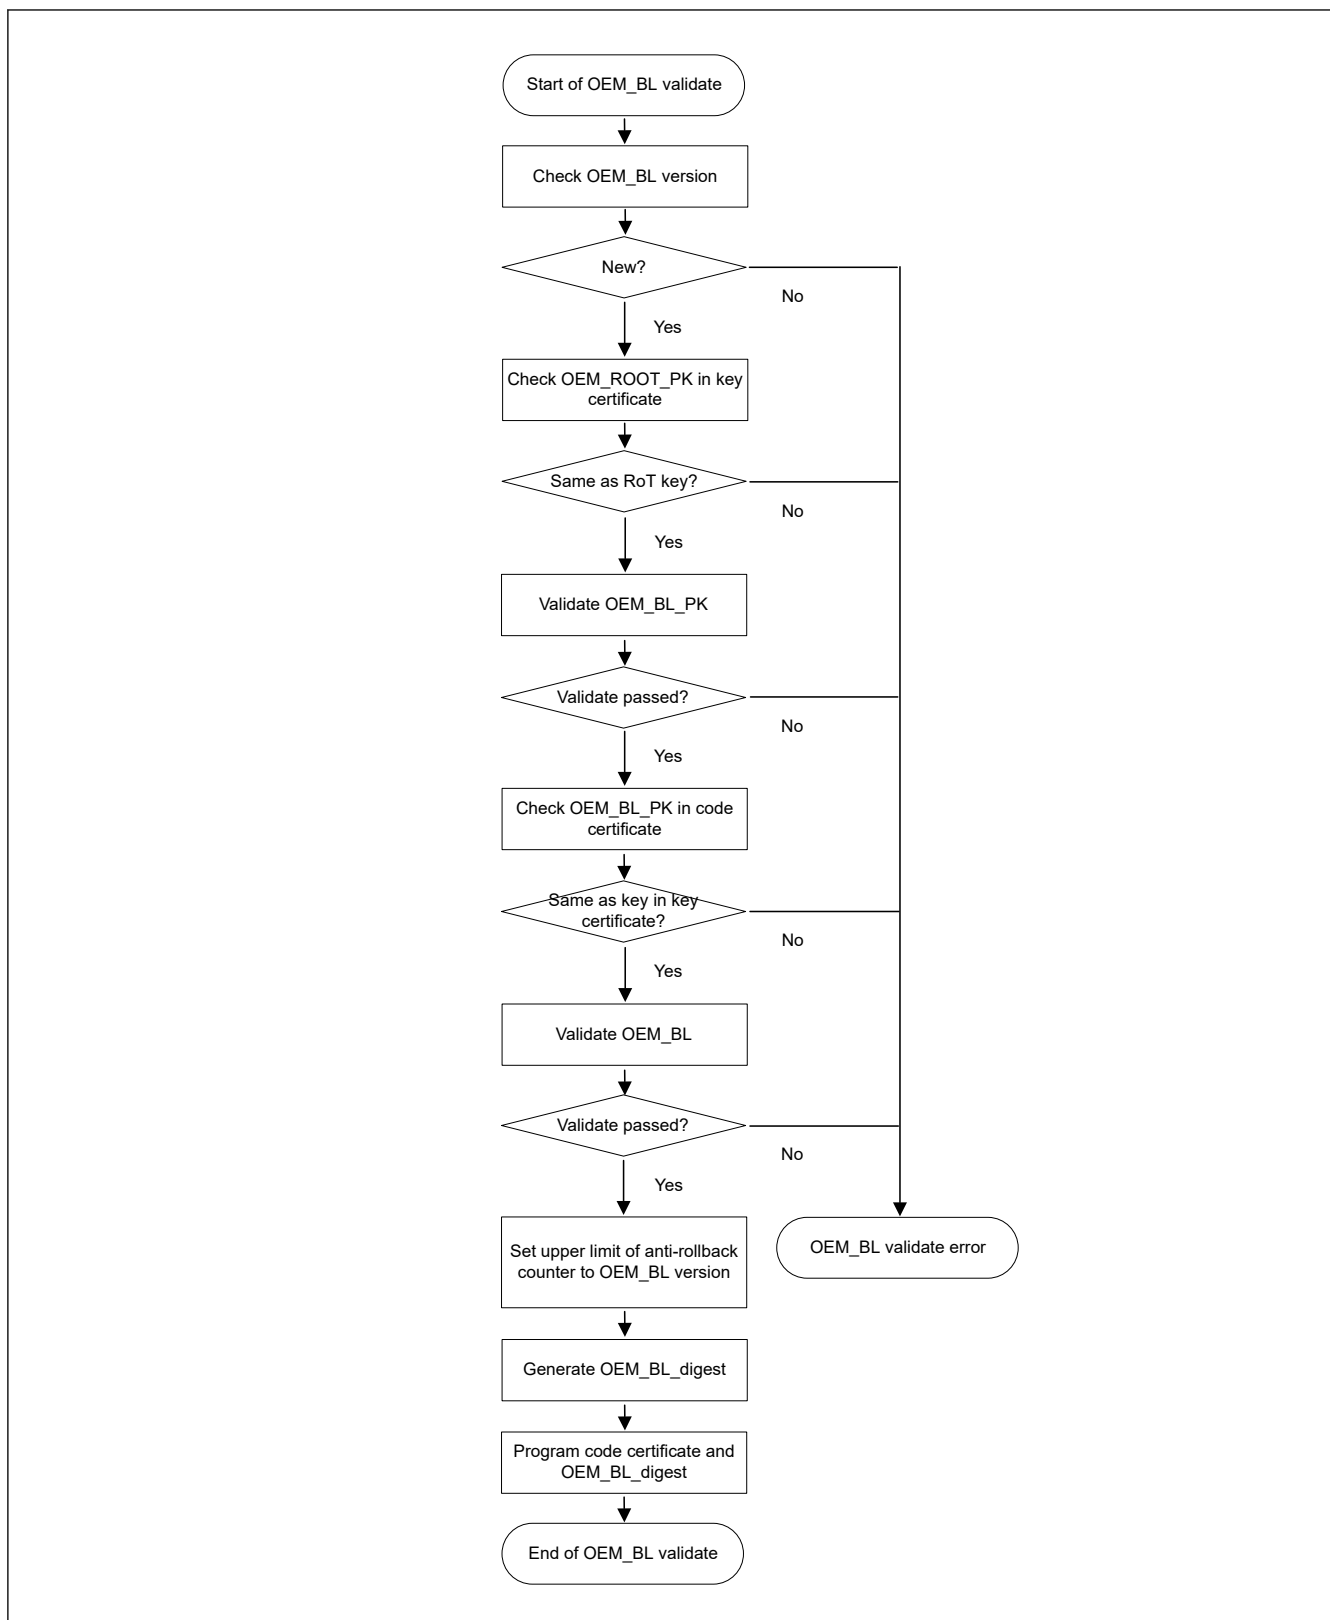 Start of OEM_BL validate
Check OEM_BL version
New?
No
Yes
Check OEM_ROOT_PK in key
certificate
Same as RoT key?
No
Yes
Validate OEM_BL_PK
Validate passed?
No
Yes
Check OEM_BL_PK in code
certificate
Same as key in key
certificate?
No
Yes
Validate OEM_BL
Validate passed?
No
Yes
Set upper limit of anti-rollback
counter to OEM_BL version
OEM_BL validate error
Generate OEM_BL_digest
Program code certificate and
OEM_BL_digest
End of OEM_BL validate